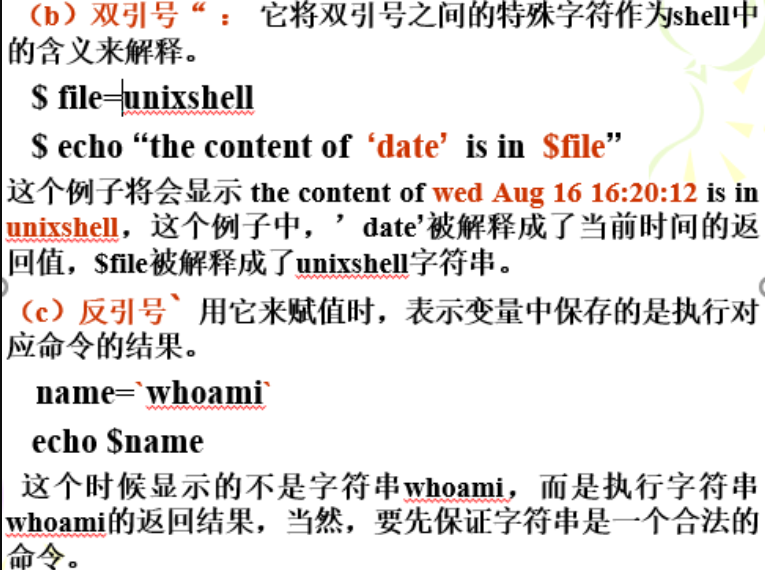 （b）双引号“ ： 它将双引号之间的特殊字符作为shell中
的含义来解释。
$ file=unixshell
$ echo “the content of ‘date’ is in $file”
这个例子将会显示 the content of wed Aug 16 16:20:12 is in
unixshell，这个例子中，’date’被解释成了当前时间的返
回值，$file被解释成了unixshell字符串。
（c）反引号` 用它来赋值时，表示变量中保存的是执行对
应命令的结果。
name=`whoami`
echo $name
这个时候显示的不是字符串whoami，而是执行字符串
whoami的返回结果，当然，要先保证字符串是一个合法的
命令。